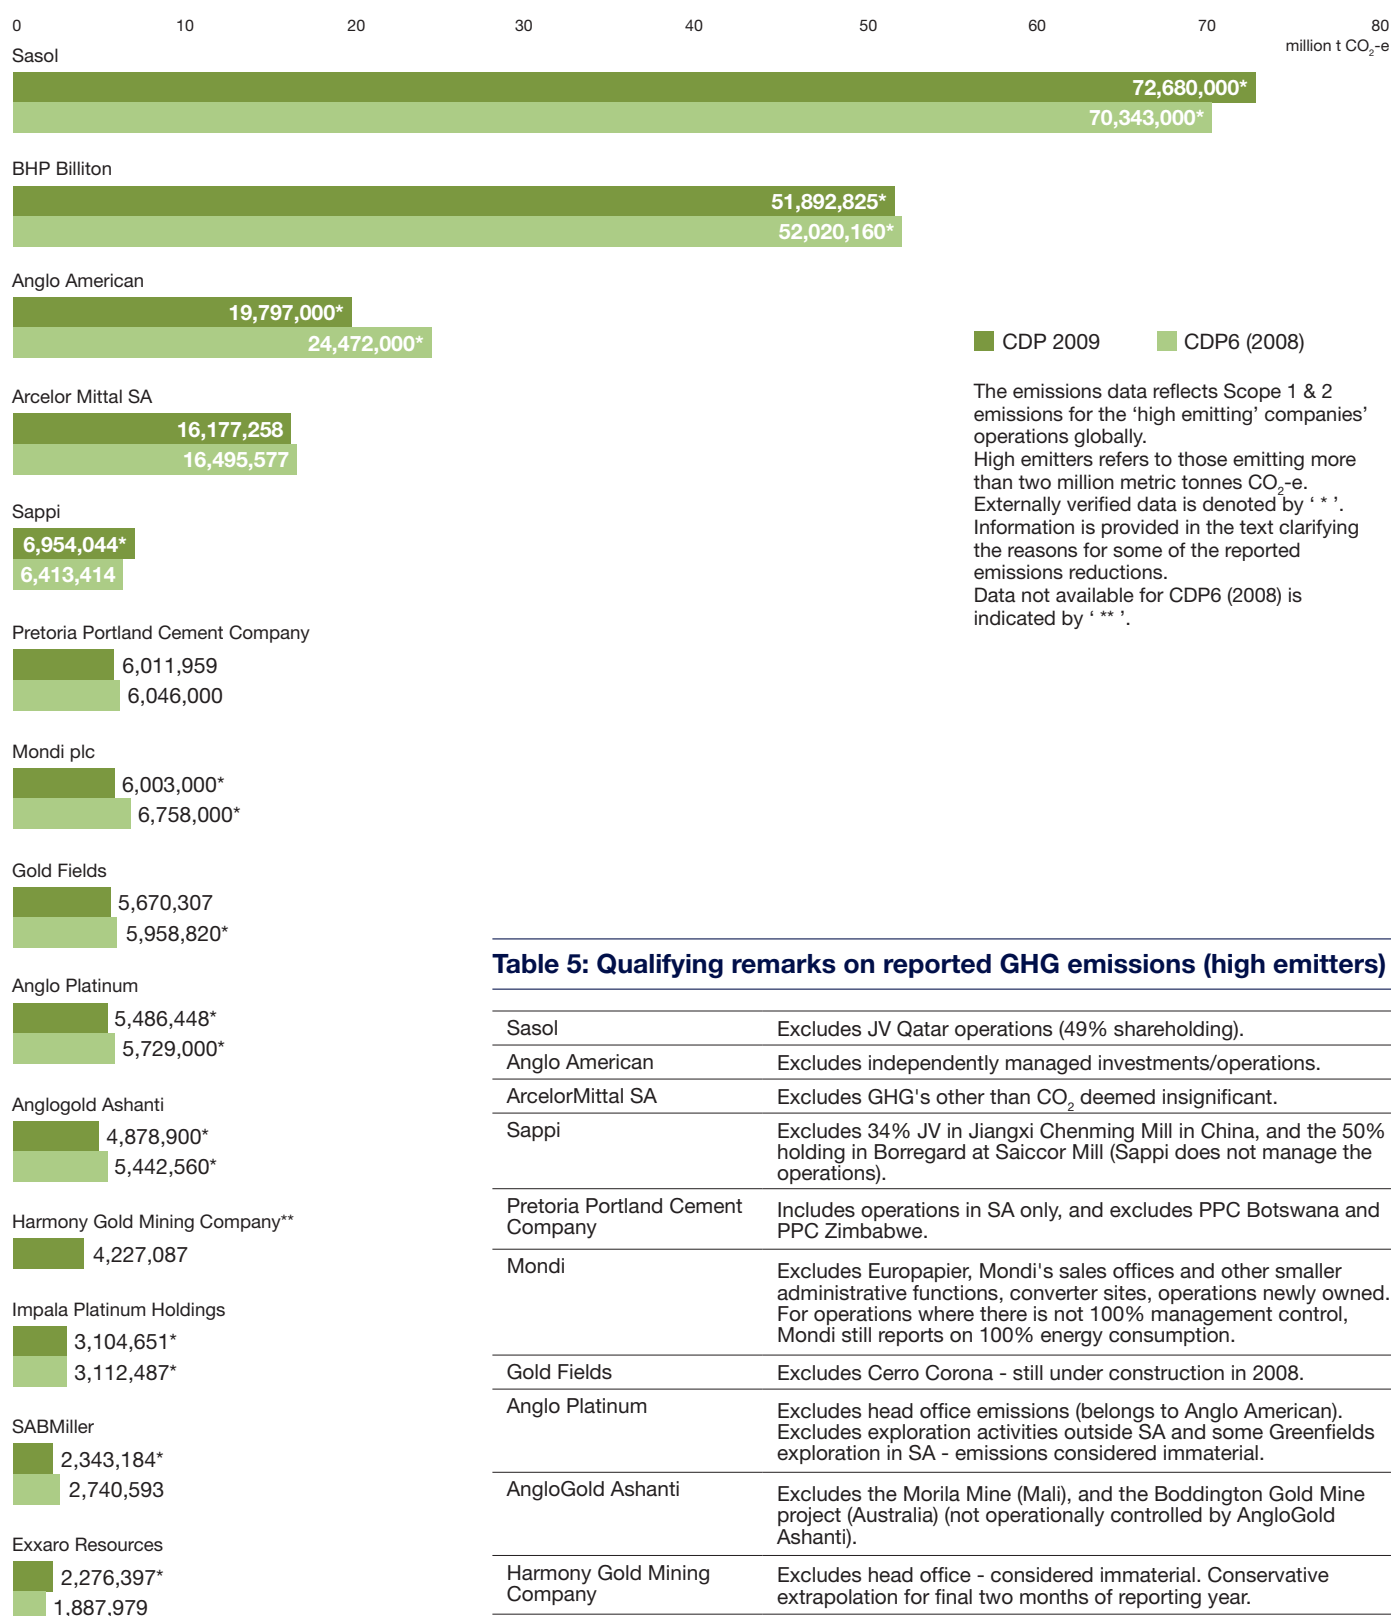 0 10 20 30 40 50 60 70 80
million t CO₂-e
Sasol
72,680,000*
70,343,000*
BHP Billiton
51,892,825*
52,020,160*
Anglo American
19,797,000*
24,472,000*
Arcelor Mittal SA
16,177,258
16,495,577
Sappi
6,954,044*
6,413,414
Pretoria Portland Cement Company
6,011,959
6,046,000
Mondi plc
6,003,000*
6,758,000*
Gold Fields
5,670,307
5,958,820*
Anglo Platinum
5,486,448*
5,729,000*
Anglogold Ashanti
4,878,900*
5,442,560*
Harmony Gold Mining Company**
4,227,087
Impala Platinum Holdings
3,104,651*
3,112,487*
SABMiller
2,343,184*
2,740,593
Exxaro Resources
2,276,397*
1,887,979
CDP 2009 CDP6 (2008)
The emissions data reflects Scope 1 & 2
emissions for the ‘high emitting’ companies’
operations globally.
High emitters refers to those emitting more
than two million metric tonnes CO₂-e.
Externally verified data is denoted by ‘ * ’.
Information is provided in the text clarifying
the reasons for some of the reported
emissions reductions.
Data not available for CDP6 (2008) is
indicated by ‘ ** ’.
Table 5: Qualifying remarks on reported GHG emissions (high emitters)
Sasol Excludes JV Qatar operations (49% shareholding).
Anglo American Excludes independently managed investments/operations.
ArcelorMittal SA Excludes GHG's other than CO₂ deemed insignificant.
Sappi Excludes 34% JV in Jiangxi Chenming Mill in China, and the 50%
holding in Borregard at Saiccor Mill (Sappi does not manage the
operations).
Pretoria Portland Cement
Company
Includes operations in SA only, and excludes PPC Botswana and
PPC Zimbabwe.
Mondi Excludes Europapier, Mondi's sales offices and other smaller
administrative functions, converter sites, operations newly owned.
For operations where there is not 100% management control,
Mondi still reports on 100% energy consumption.
Gold Fields Excludes Cerro Corona - still under construction in 2008.
Anglo Platinum Excludes head office emissions (belongs to Anglo American).
Excludes exploration activities outside SA and some Greenfields
exploration in SA - emissions considered immaterial.
AngloGold Ashanti Excludes the Morila Mine (Mali), and the Boddington Gold Mine
project (Australia) (not operationally controlled by AngloGold
Ashanti).
Harmony Gold Mining
Company
Excludes head office - considered immaterial. Conservative
extrapolation for final two months of reporting year.